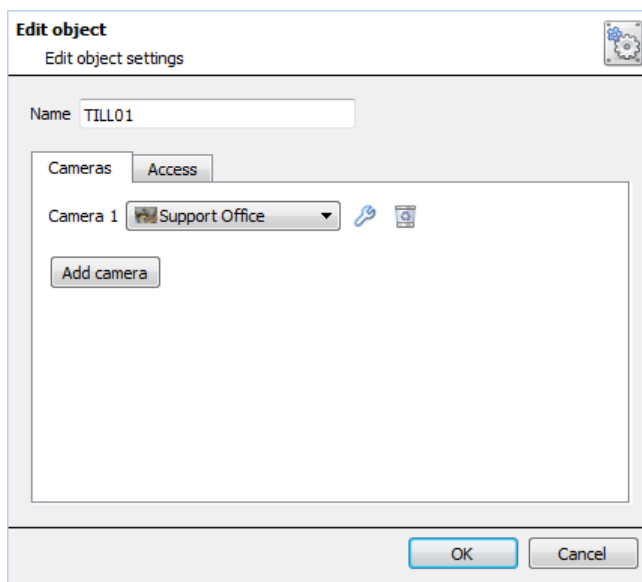 Edit object
Edit object settings
Name TILL01
Cameras Access
Camera 1 Support Office
Add camera
OK Cancel